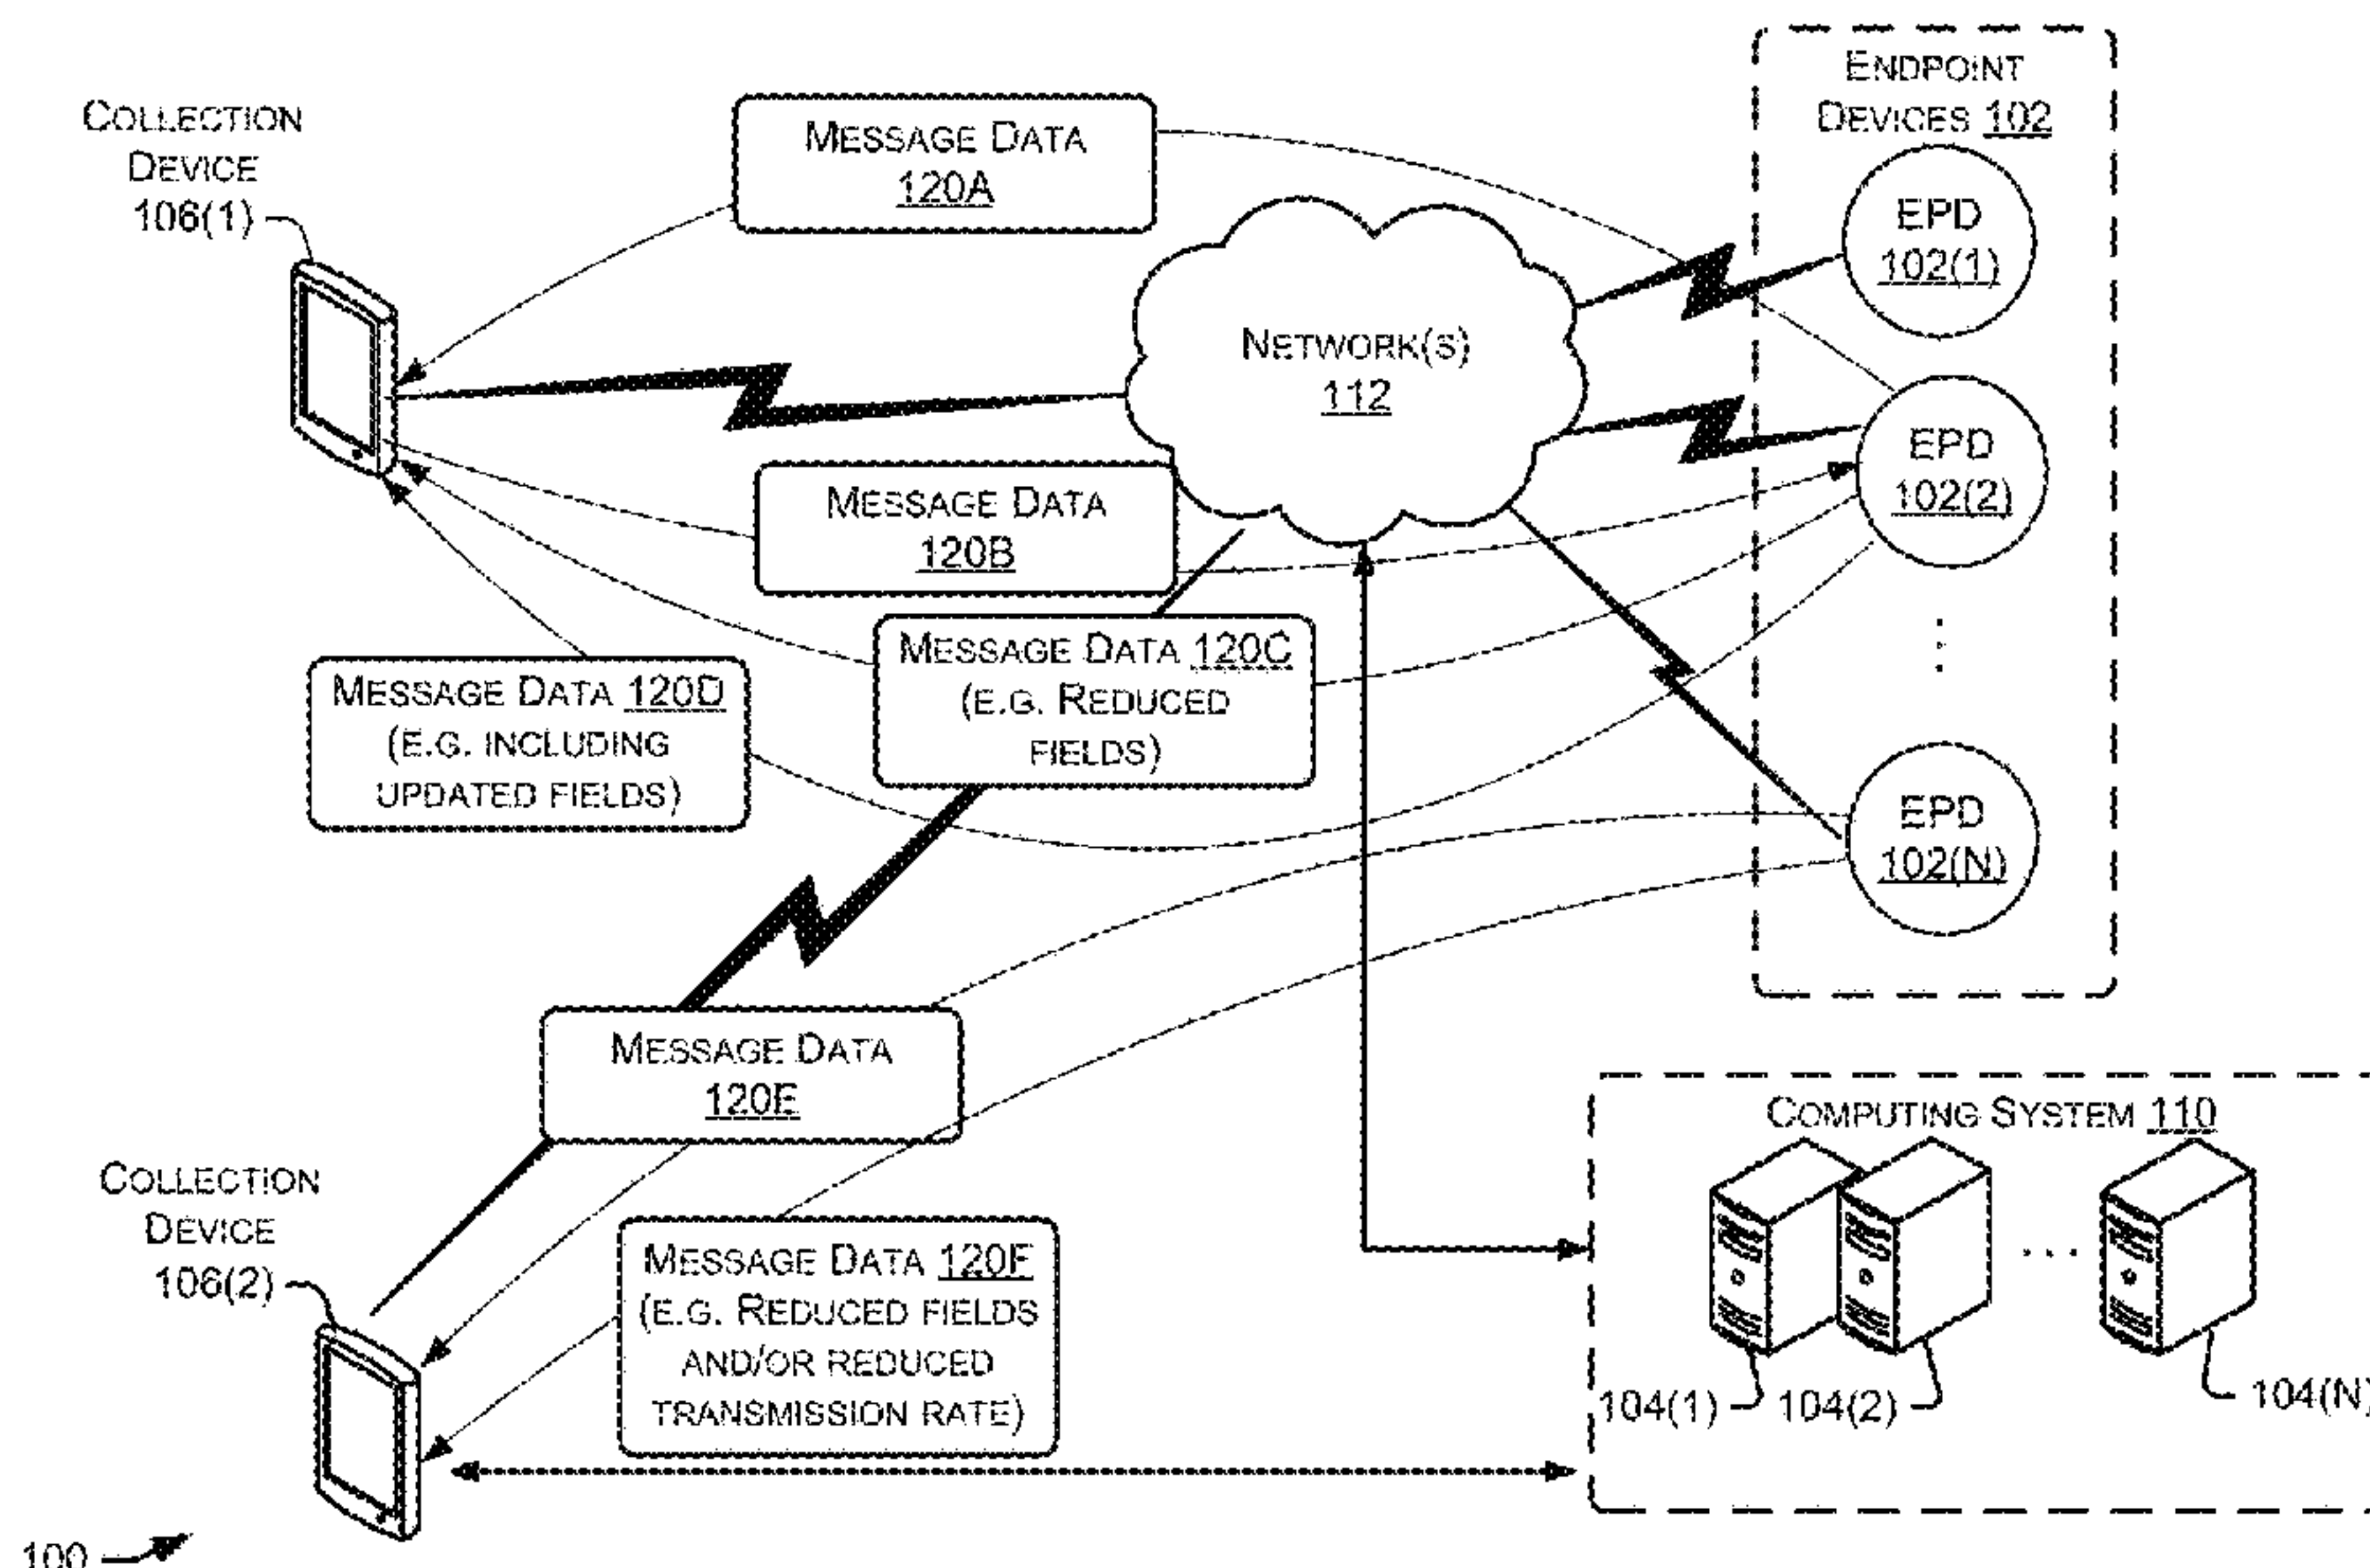 COLLECTION
DEVICE
106(1)
MESSAGE DATA
120A
ENDPOINT
DEVICES 102
EPD
102(1)
NETWORK(S)
112
EPD
102(2)
MESSAGE DATA
120B
MESSAGE DATA 120C
(E.G. REDUCED
FIELDS)
MESSAGE DATA 120D
(E.G. INCLUDING
UPDATED FIELDS)
EPD
102(N)
MESSAGE DATA
120E
COLLECTION
DEVICE
106(2)
MESSAGE DATA 120F
(E.G. REDUCED FIELDS
AND/OR REDUCED
TRANSMISSION RATE)
COMPUTING SYSTEM 110
104(1)
104(2)
104(N)
100